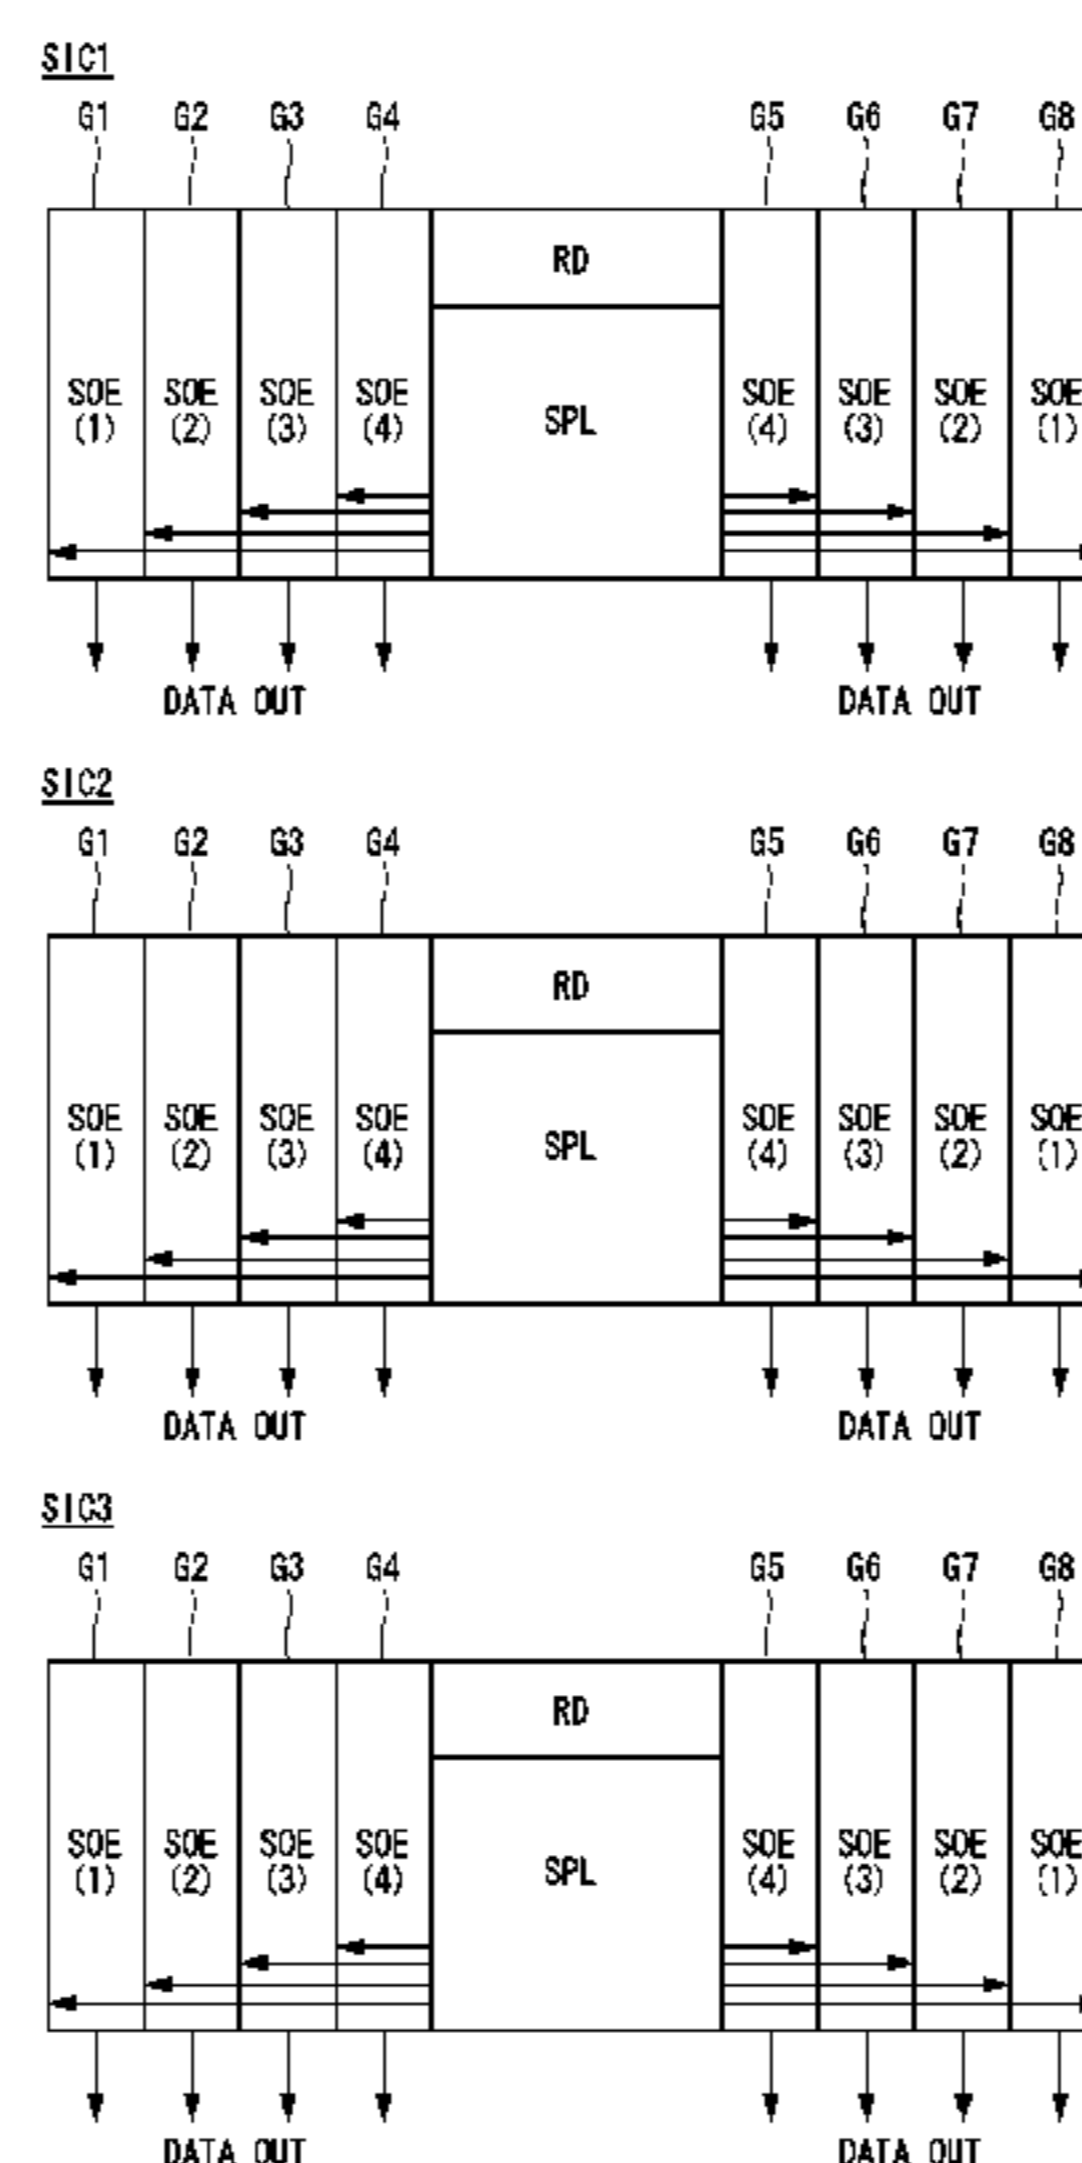 SIC1
G1 G2 G3 G4 G5 G6 G7 G8
RD
SOE (1) SOE (2) SOE (3) SOE (4) SPL SOE (4) SOE (3) SOE (2) SOE (1)
DATA OUT DATA OUT
SIC2
G1 G2 G3 G4 G5 G6 G7 G8
RD
SOE (1) SOE (2) SOE (3) SOE (4) SPL SOE (4) SOE (3) SOE (2) SOE (1)
DATA OUT DATA OUT
SIC3
G1 G2 G3 G4 G5 G6 G7 G8
RD
SOE (1) SOE (2) SOE (3) SOE (4) SPL SOE (4) SOE (3) SOE (2) SOE (1)
DATA OUT DATA OUT